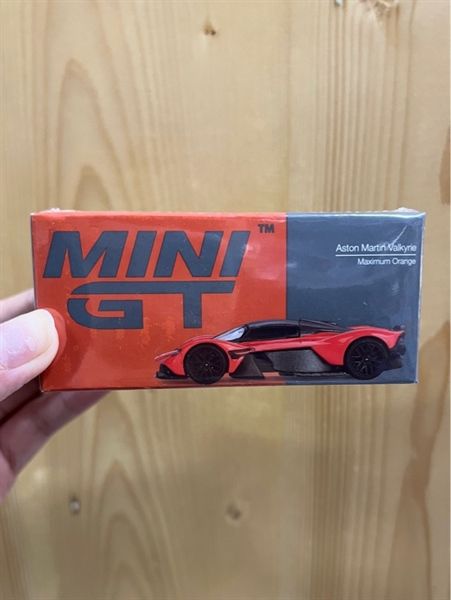 MINI
GT
TM
Aston Martin Valkyrie
Maximum Orange